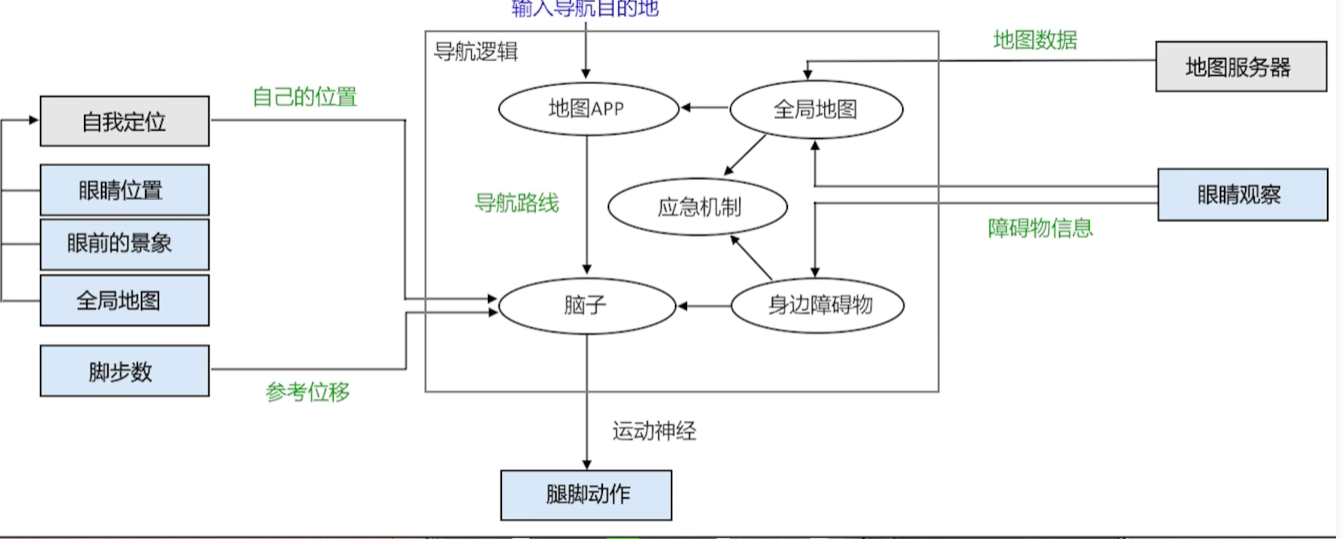 输入导航目的地
导航逻辑
地图数据
地图服务器
自己的位置
自我定位
地图APP
全局地图
眼睛位置
导航路线
应急机制
眼睛观察
障碍物信息
眼前的景象
全局地图
脑子
身边障碍物
脚步数
参考位移
运动神经
腿脚动作